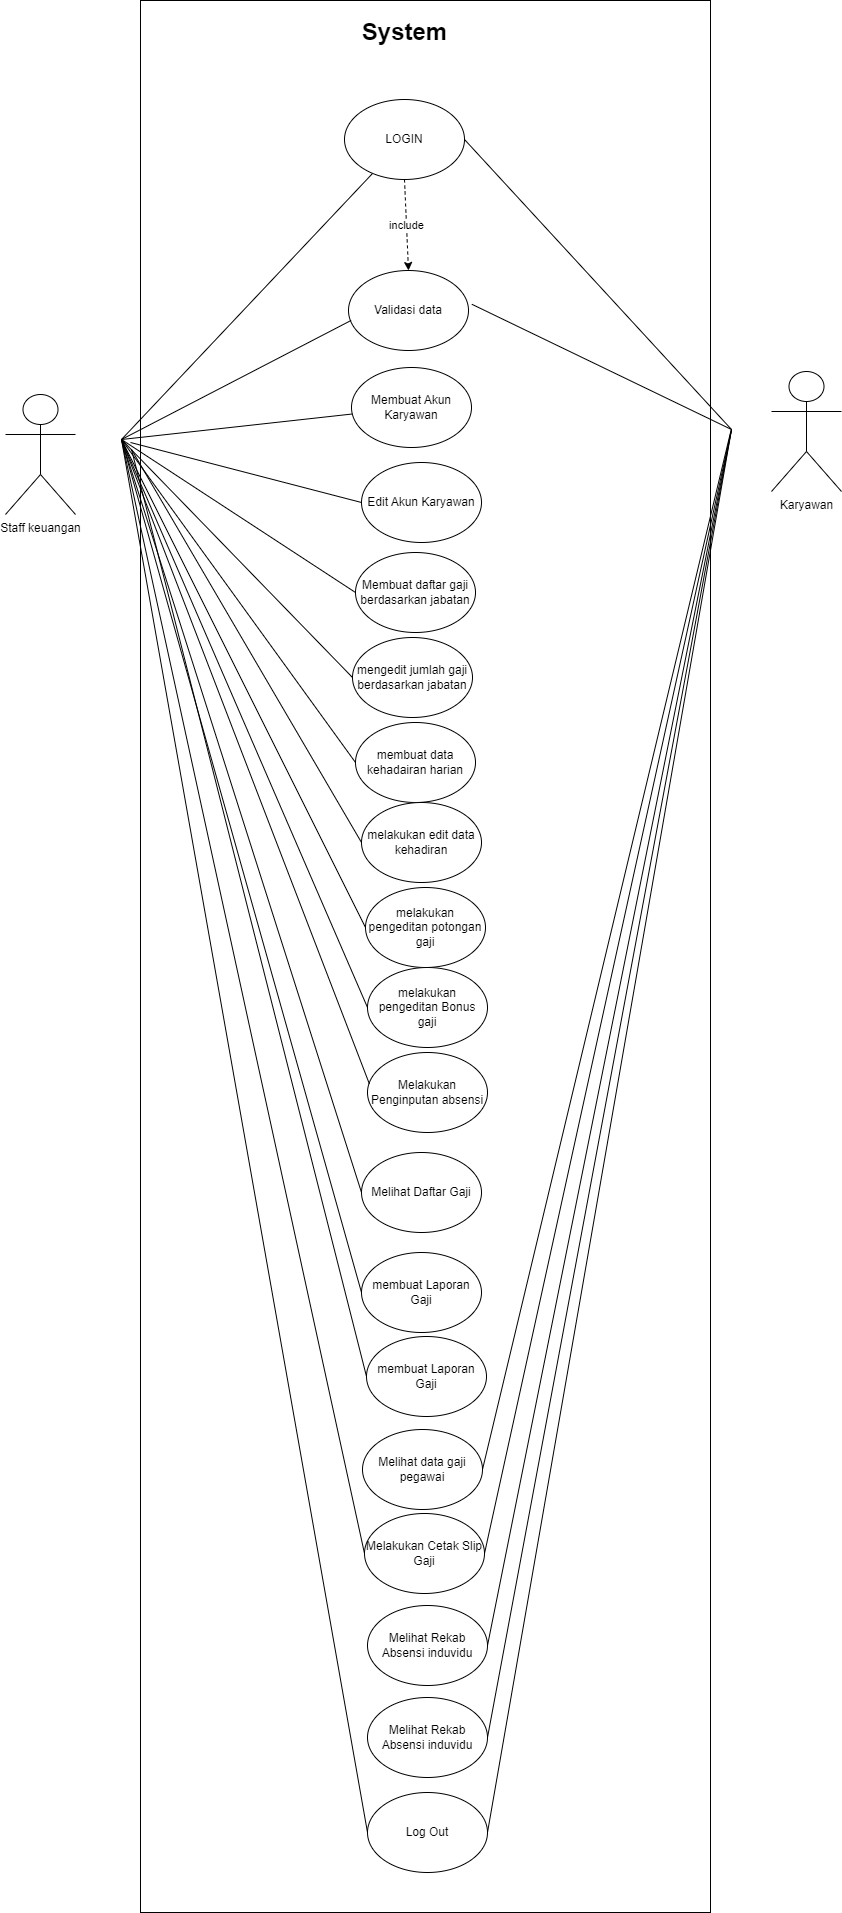 System
LOGIN
include
Validasi data
Membuat Akun
Karyawan
Staff keuangan
Karyawan
Edit Akun Karyawan
Membuat daftar gaji
berdasarkan jabatan
mengedit jumlah gaji
berdasarkan jabatan
membuat data
kehadairan harian
melakukan edit data
kehadiran
melakukan
pengeditan potongan
gaji
melakukan
pengeditan Bonus
gaji
Melakukan
Penginputan absensi
Melihat Daftar Gaji
membuat Laporan
Gaji
membuat Laporan
Gaji
Melihat data gaji
pegawai
Melakukan Cetak Slip
Gaji
Melihat Rekab
Absensi induvidu
Melihat Rekab
Absensi induvidu
Log Out